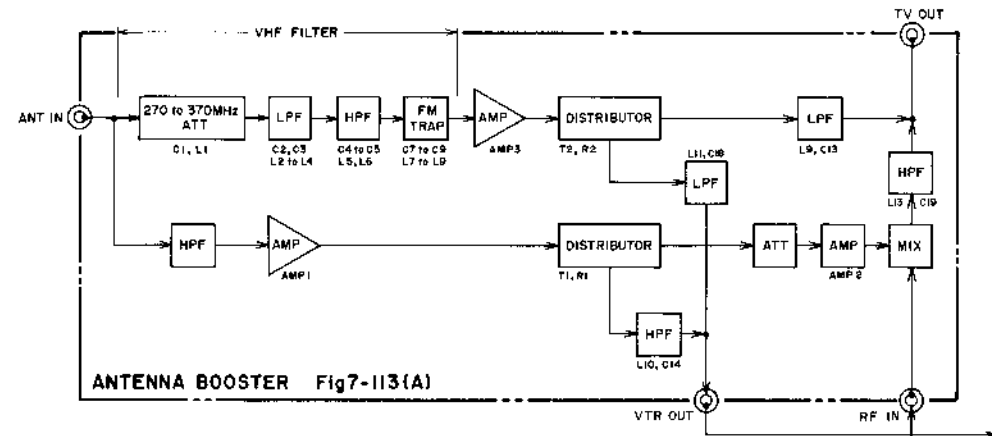 TV OUT
VHF FILTER
ANT IN
270 to 370MHz
ATT
C1, L1
LPF
C2, C3
L2 to L4
HPF
C4 to C5
L5, L6
FM
TRAP
C7 to C9
L7 to L9
AMP
AMP3
DISTRIBUTOR
T2, R2
LPF
L9, C13
L11, C18
LPF
HPF
L13, C19
HPF
AMP
AMP1
DISTRIBUTOR
T1, R1
ATT
AMP
AMP2
MIX
HPF
L10, C14
ANTENNA BOOSTER Fig7-113(A)
VTR OUT
RF IN